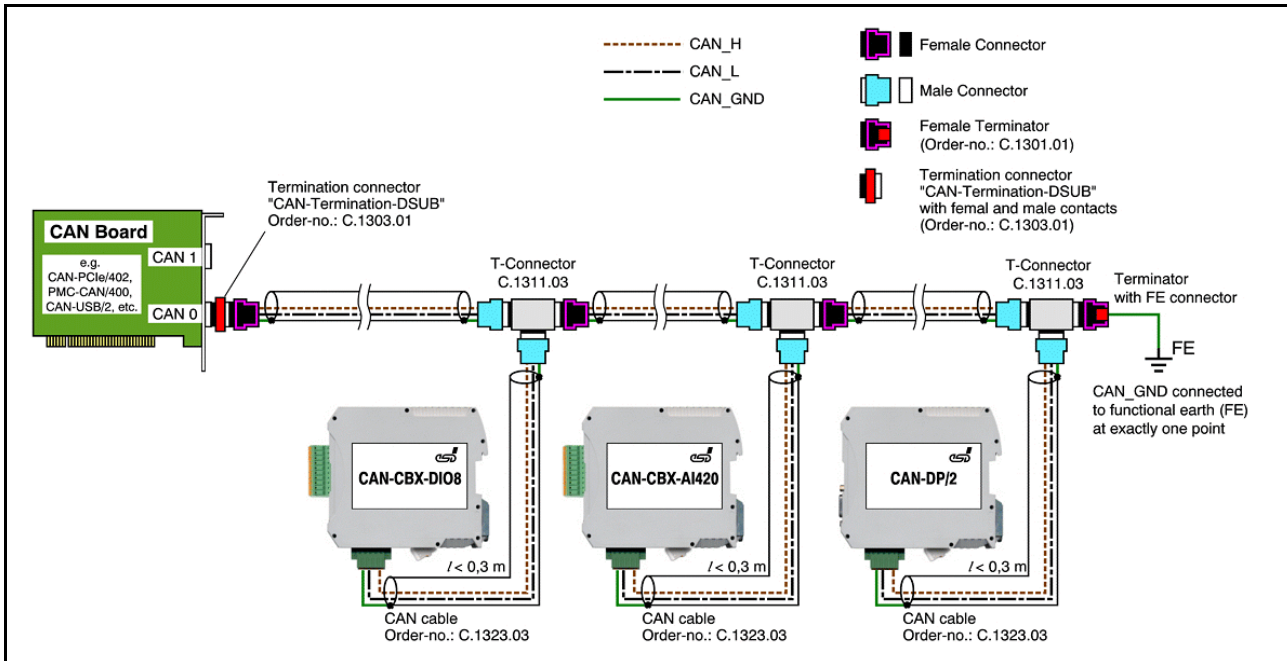 CAN_H
CAN_L
CAN_GND
Female Connector
Male Connector
Female Terminator
(Order-no.: C.1301.01)
Termination connector
"CAN-Termination-DSUB"
with femal and male contacts
(Order-no.: C.1303.01)
Termination connector
"CAN-Termination-DSUB"
Order-no.: C.1303.01
CAN Board
e.g.
CAN-PCIe/402,
PMC-CAN/400,
CAN-USB/2, etc.
CAN 1
CAN 0
T-Connector
C.1311.03
T-Connector
C.1311.03
T-Connector
C.1311.03
Terminator
with FE connector
FE
CAN_GND connected
to functional earth (FE)
at exactly one point
esd
CAN-CBX-DIO8
esd
CAN-CBX-AI420
esd
CAN-DP/2
l < 0,3 m
l < 0,3 m
l < 0,3 m
CAN cable
Order-no.: C.1323.03
CAN cable
Order-no.: C.1323.03
CAN cable
Order-no.: C.1323.03